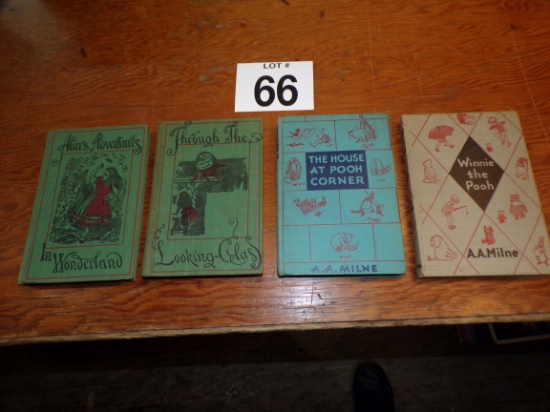 LOT #
66
Alice's Adventures
In Wonderland
Through The
Looking-Glass
THE HOUSE
AT POOH
CORNER
A.A. MILNE
Winnie
the
Pooh
A.A. Milne